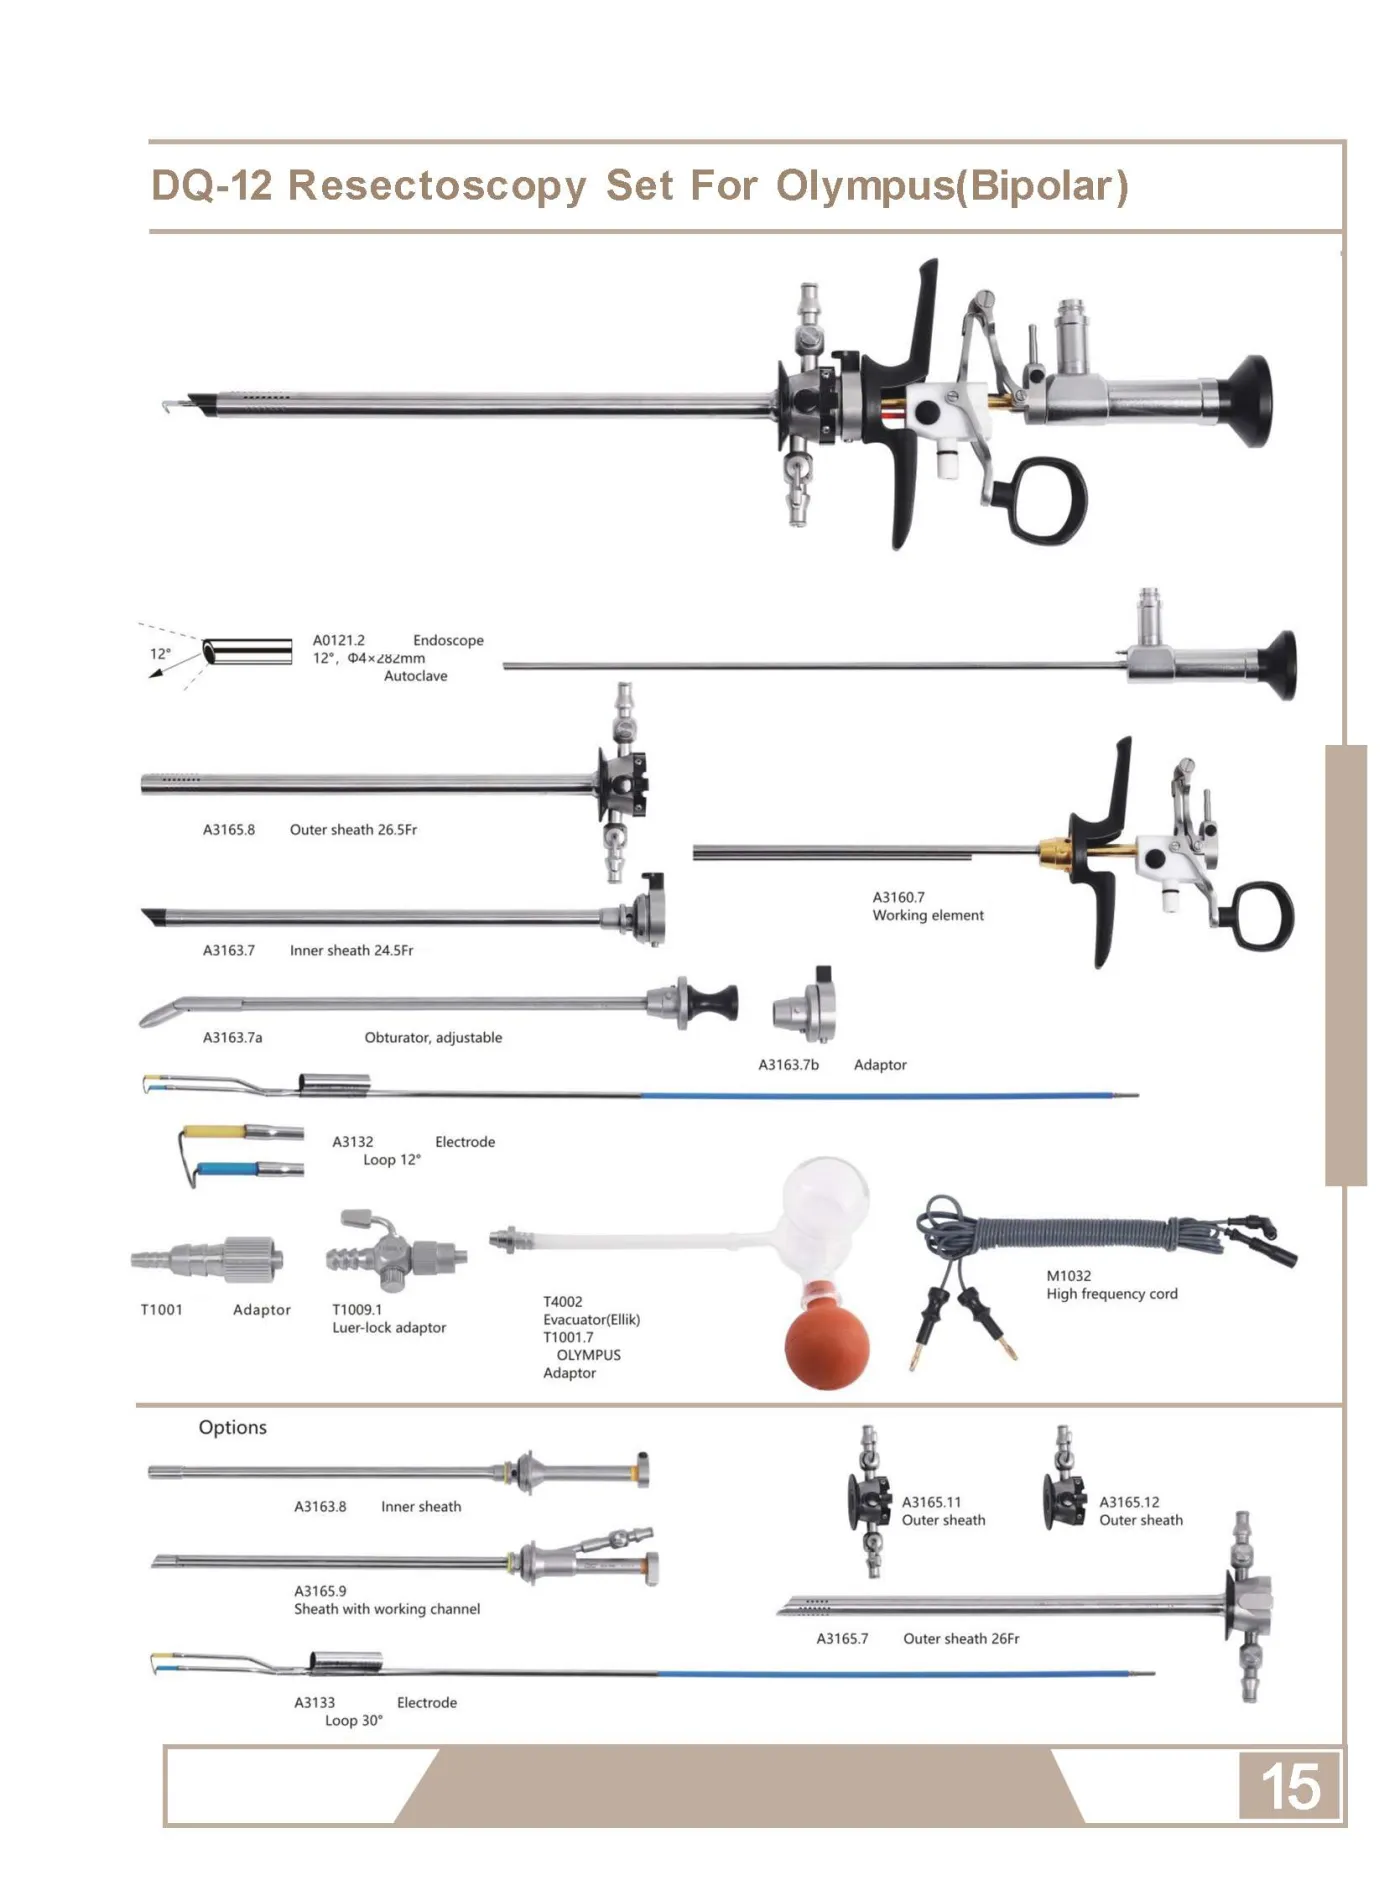 DQ-12 Resectoscopy Set For Olympus(Bipolar)
12°
A0121.2 Endoscope
12°, Φ4×282mm
Autoclave
A3165.8 Outer sheath 26.5Fr
A3160.7
Working element
A3163.7 Inner sheath 24.5Fr
A3163.7a Obturator, adjustable
A3163.7b Adaptor
A3132 Electrode
Loop 12°
T1001 Adaptor
T1009.1
Luer-lock adaptor
T4002
Evacuator(Ellik)
T1001.7
OLYMPUS
Adaptor
M1032
High frequency cord
Options
A3163.8 Inner sheath
A3165.11
Outer sheath
A3165.12
Outer sheath
A3165.9
Sheath with working channel
A3165.7 Outer sheath 26Fr
A3133 Electrode
Loop 30°
15